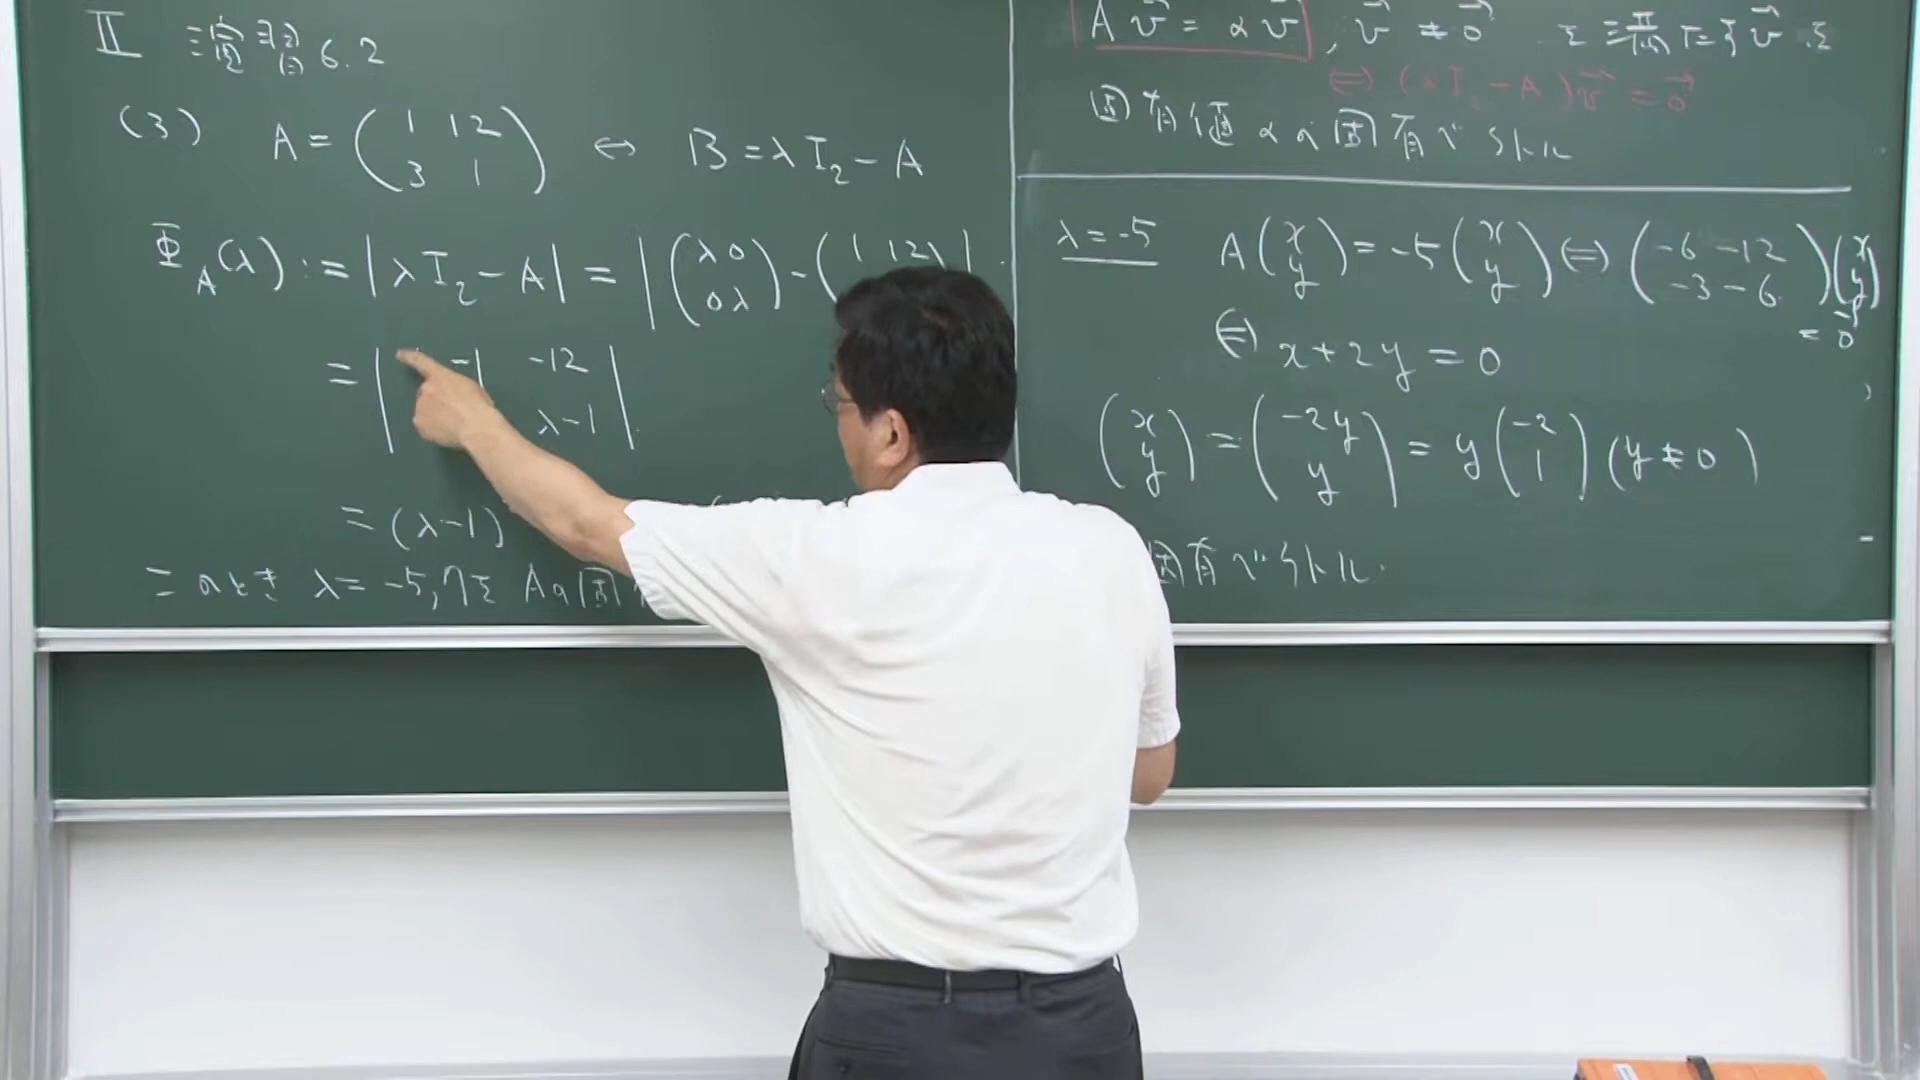 II 演習 6.2
(3) A = ( 1 12 / 3 1 ) ↔ B = λI₂ − A
Φ_A(λ) := |λI₂ − A| = |( λ 0 / 0 λ ) − ( 1 12
= | −1 −12 / λ−1 |.
= (λ−1)
このとき λ = −5, 7 を Aの固
Av⃗ = αv⃗, v⃗ ≠ 0⃗ を満たすv⃗を
⇔ (αI₂ − A)v⃗ = 0⃗
固有値αの固有ベクトル
λ = −5 A( x / y ) = −5( x / y ) ⇔ ( −6 −12 / −3 −6 )( x / y ) = 0⃗
⇔ x + 2y = 0
( x / y ) = ( −2y / y ) = y( −2 / 1 ) (y ≠ 0)
固有ベクトル.